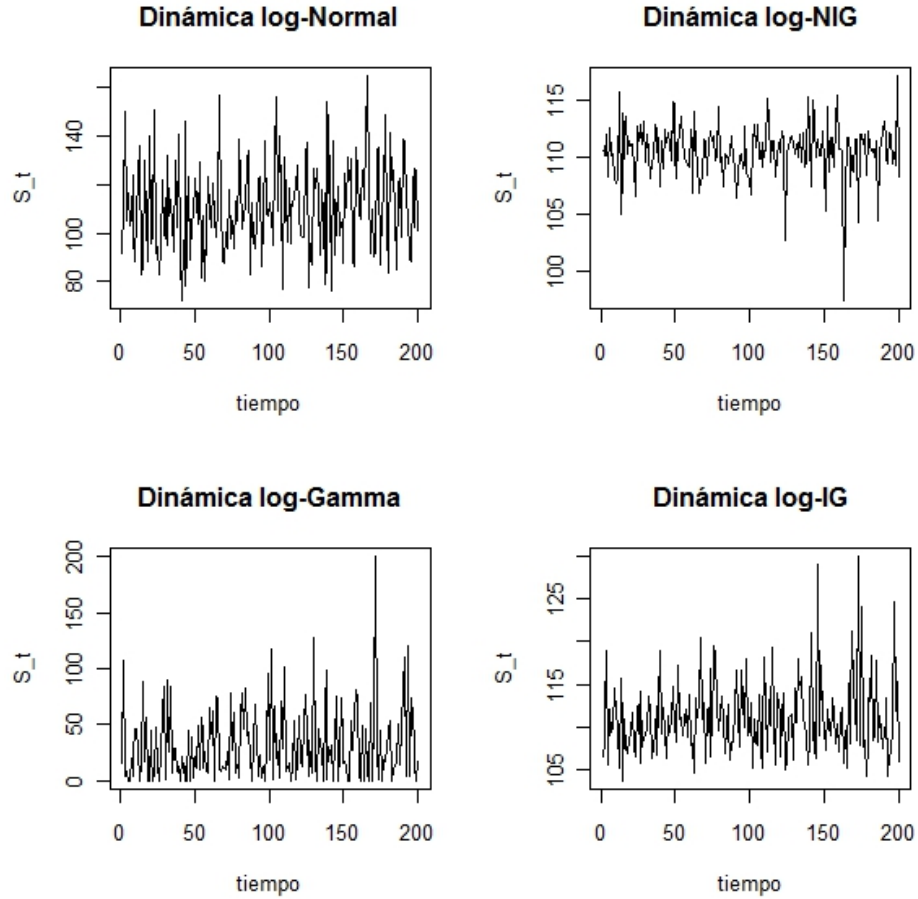 Dinámica log-Normal
S_t
140
100
80
0 50 100 150 200
tiempo
Dinámica log-NIG
S_t
115
110
105
100
0 50 100 150 200
tiempo
Dinámica log-Gamma
S_t
200
150
100
50
0
0 50 100 150 200
tiempo
Dinámica log-IG
S_t
125
115
105
0 50 100 150 200
tiempo